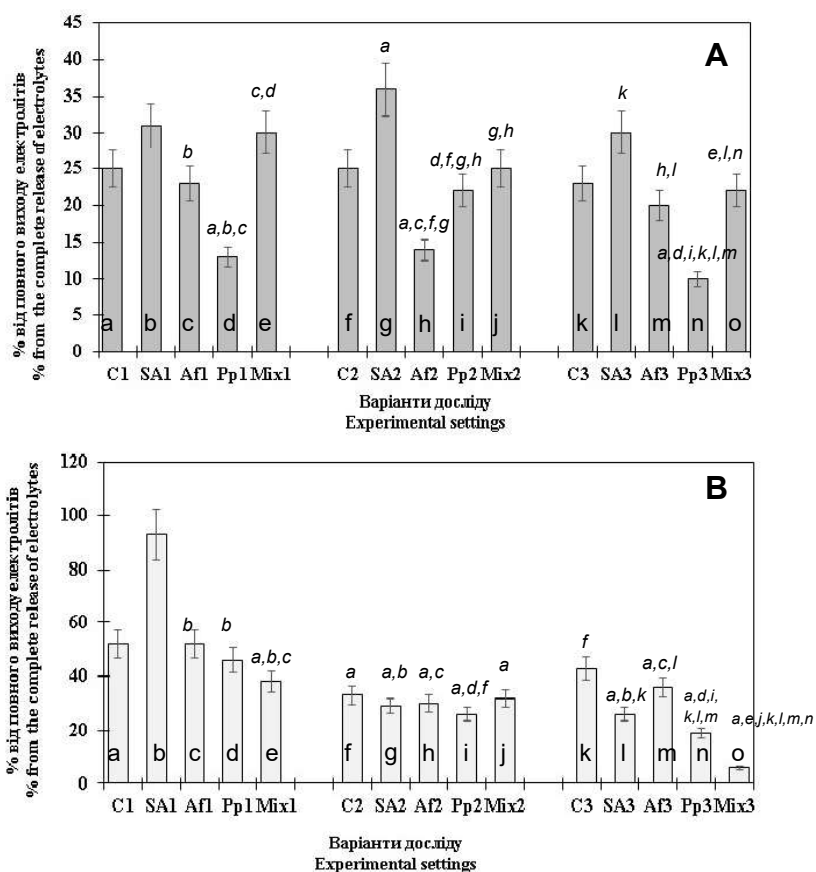 A
% від повного виходу електролітів
% from the complete release of electrolytes
45
40
35
30
25
20
15
10
5
0
b
a,b,c
c,d
a
a,c,f,g
d,f,g,h
g,h
k
h,l
a,d,i,k,l,m
e,l,n
a b c d e f g h i j k l m n o
C1 SA1 Af1 Pp1 Mix1 C2 SA2 Af2 Pp2 Mix2 C3 SA3 Af3 Pp3 Mix3
Варіанти досліду
Experimental settings
B
% від повного виходу електролітів
% from the complete release of electrolytes
120
100
80
60
40
20
0
b
b
a,b,c
a
a,b
a,c
a,d,f
a
f
a,b,k
a,c,l
a,d,i,
k,l,m
a,e,j,k,l,m,n
a b c d e f g h i j k l m n o
C1 SA1 Af1 Pp1 Mix1 C2 SA2 Af2 Pp2 Mix2 C3 SA3 Af3 Pp3 Mix3
Варіанти досліду
Experimental settings